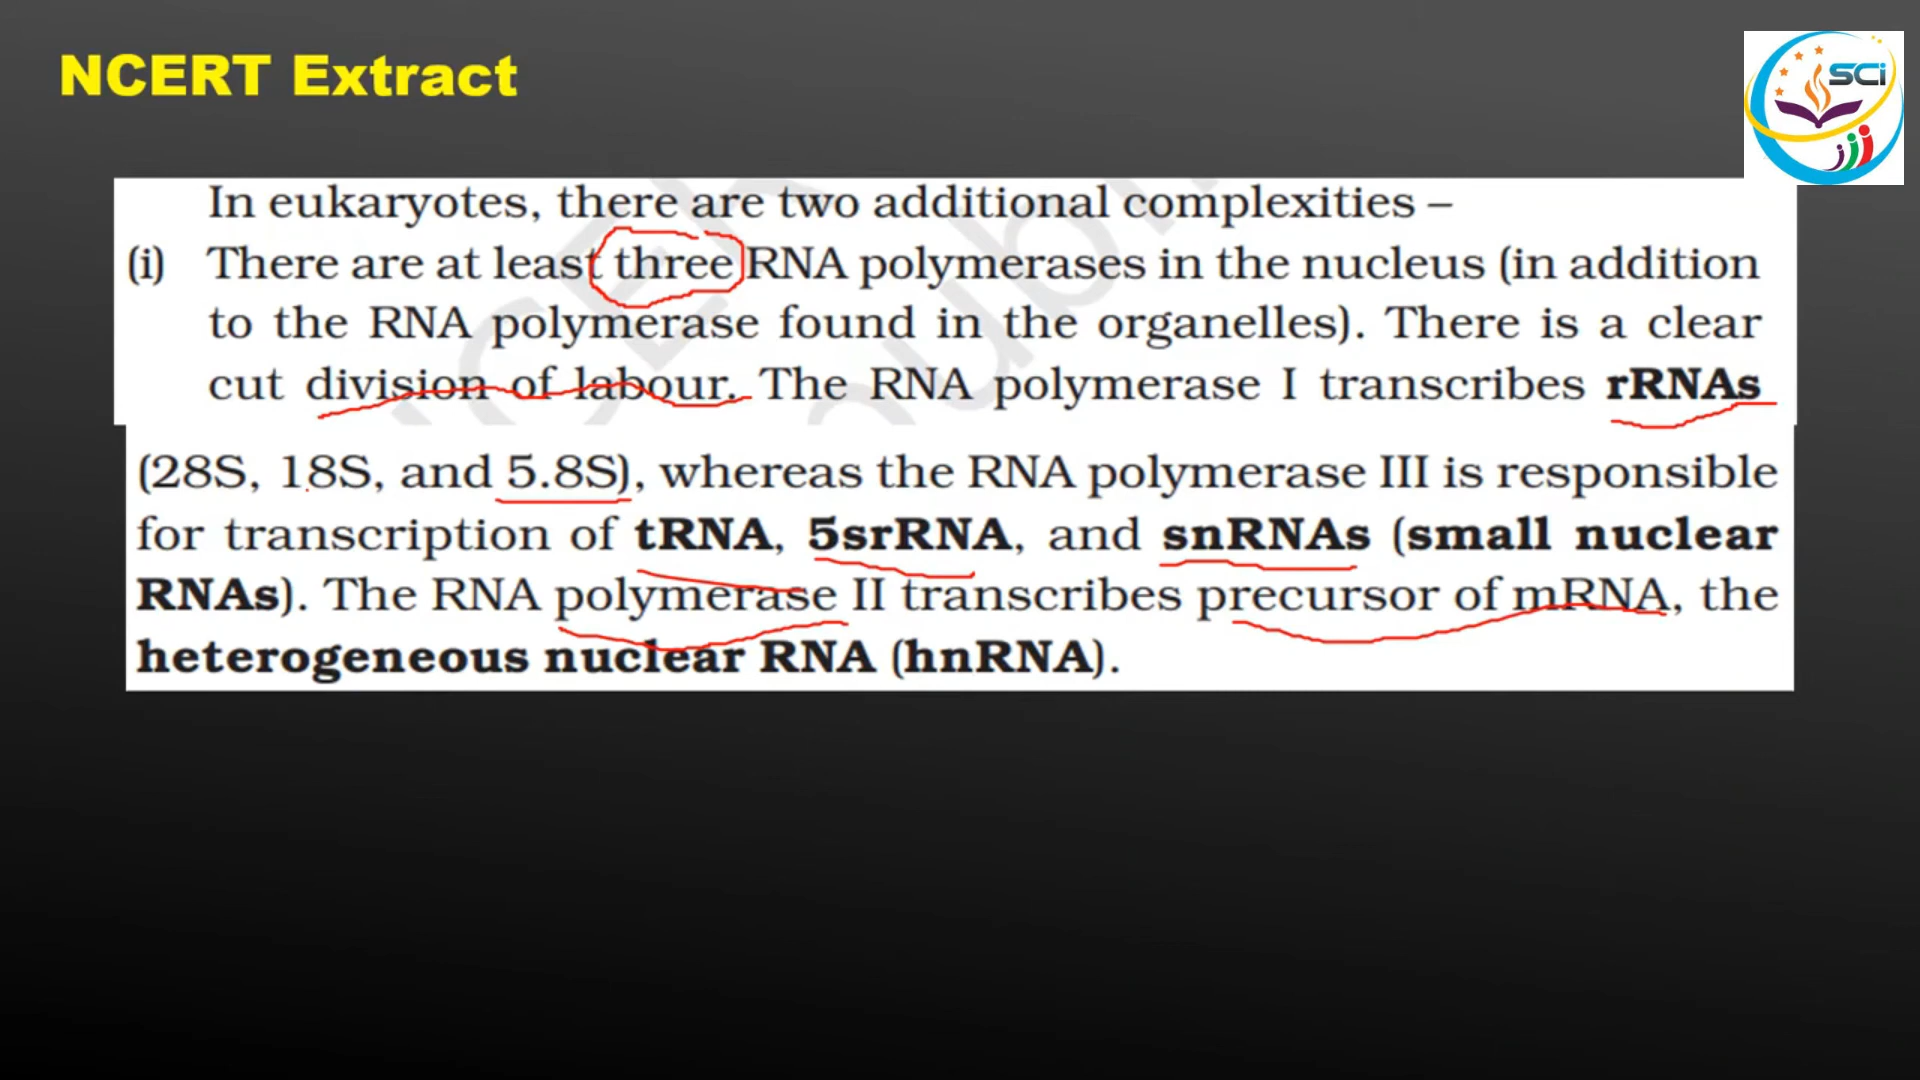 NCERT Extract
SCi
In eukaryotes, there are two additional complexities –
(i) There are at least three RNA polymerases in the nucleus (in addition
to the RNA polymerase found in the organelles). There is a clear
cut division of labour. The RNA polymerase I transcribes rRNAs
(28S, 18S, and 5.8S), whereas the RNA polymerase III is responsible
for transcription of tRNA, 5srRNA, and snRNAs (small nuclear
RNAs). The RNA polymerase II transcribes precursor of mRNA, the
heterogeneous nuclear RNA (hnRNA).